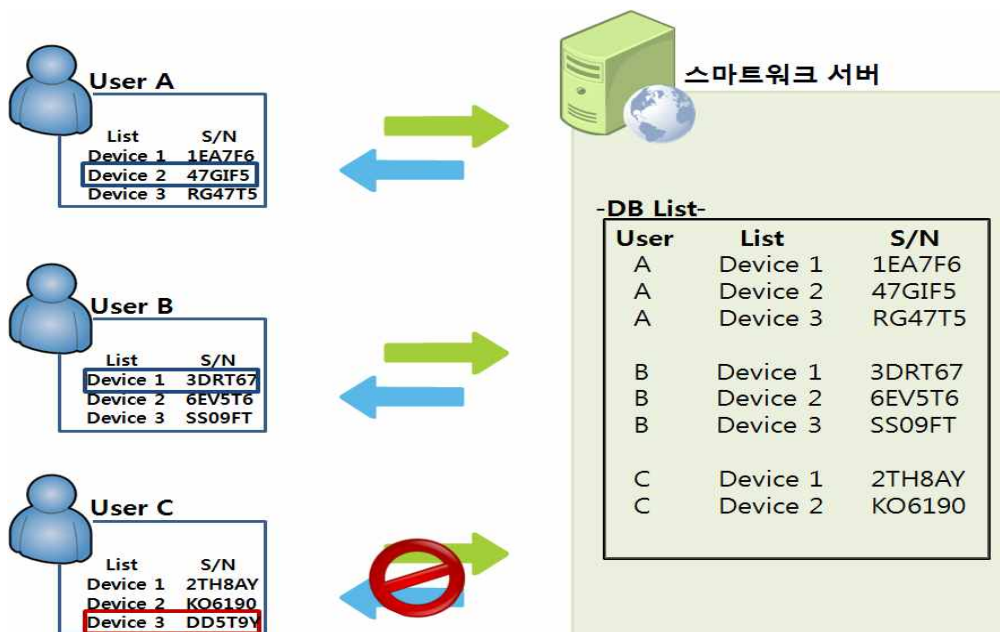 User A
List S/N
Device 1 1EA7F6
Device 2 47GIF5
Device 3 RG47T5
User B
List S/N
Device 1 3DRT67
Device 2 6EV5T6
Device 3 SS09FT
User C
List S/N
Device 1 2TH8AY
Device 2 KO6190
Device 3 DD5T9Y
스마트워크 서버
-DB List-
User List S/N
A Device 1 1EA7F6
A Device 2 47GIF5
A Device 3 RG47T5
B Device 1 3DRT67
B Device 2 6EV5T6
B Device 3 SS09FT
C Device 1 2TH8AY
C Device 2 KO6190